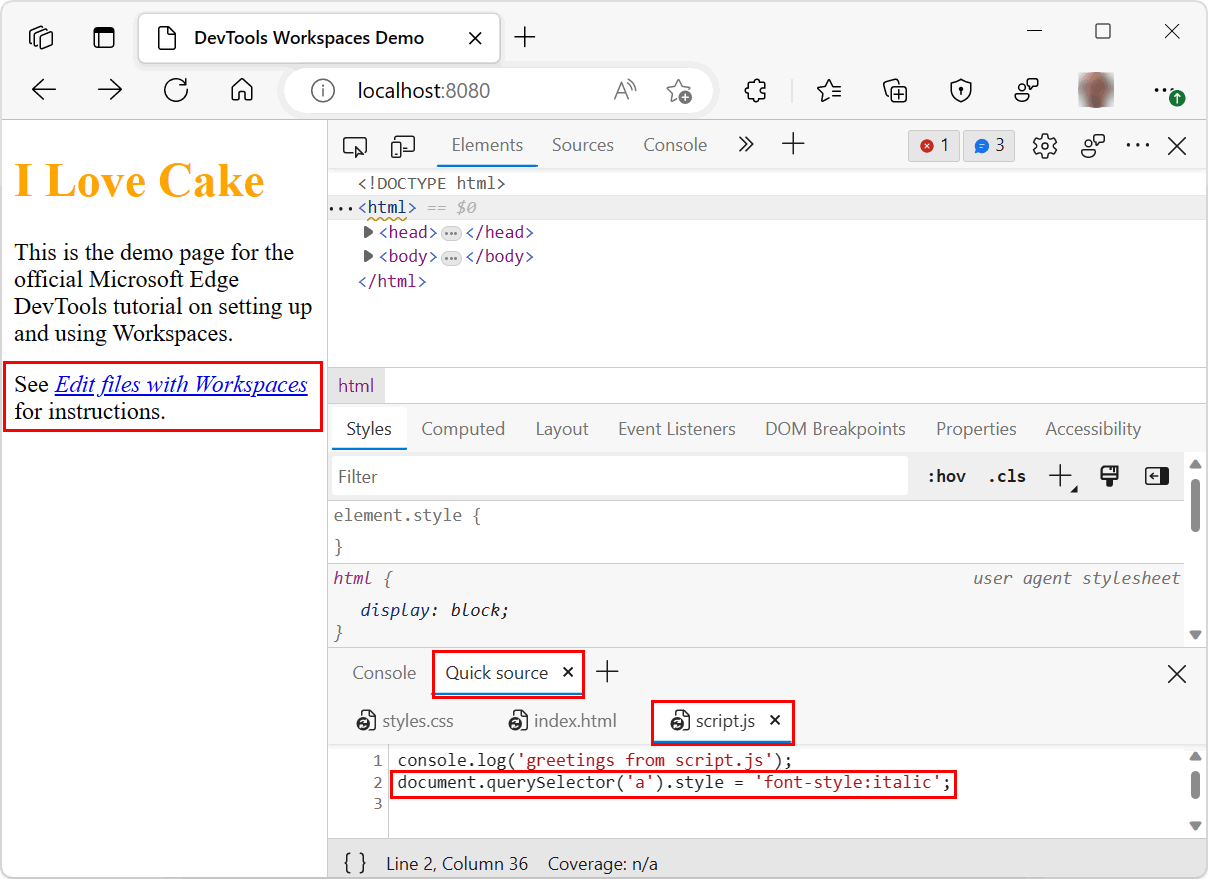 DevTools Workspaces Demo
localhost:8080
I Love Cake
This is the demo page for the
official Microsoft Edge
DevTools tutorial on setting up
and using Workspaces.
See Edit files with Workspaces
for instructions.
Elements Sources Console 1 3
<!DOCTYPE html>
<html> == $0
<head> </head>
<body> </body>
</html>
html
Styles Computed Layout Event Listeners DOM Breakpoints Properties Accessibility
Filter :hov .cls
element.style {
}
html { user agent stylesheet
display: block;
}
Console Quick source
styles.css index.html script.js
1 console.log('greetings from script.js');
2 document.querySelector('a').style = 'font-style:italic';
3
{ } Line 2, Column 36 Coverage: n/a